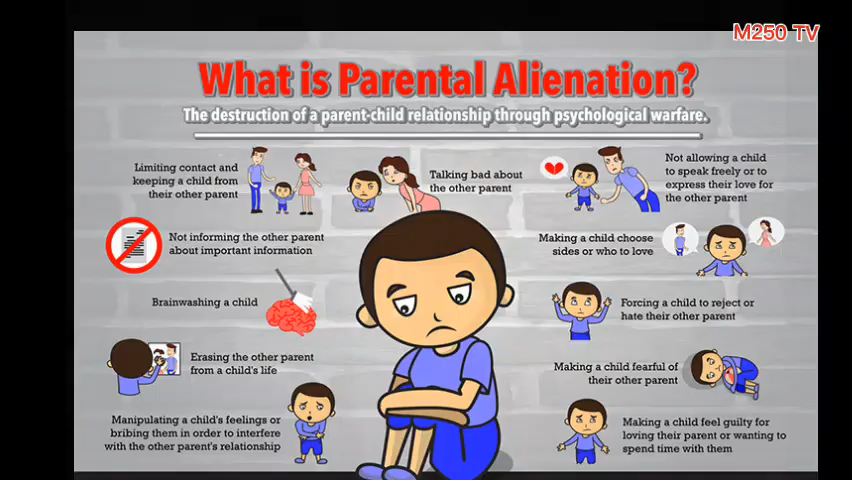 M250 TV
What is Parental Alienation?
The destruction of a parent-child relationship through psychological warfare.
Limiting contact and
keeping a child from
their other parent
Talking bad about
the other parent
Not allowing a child
to speak freely or to
express their love for
the other parent
Not informing the other parent
about important information
Making a child choose
sides or who to love
Brainwashing a child
Forcing a child to reject or
hate their other parent
Erasing the other parent
from a child's life
Making a child fearful of
their other parent
Manipulating a child's feelings or
bribing them in order to interfere
with the other parent's relationship
Making a child feel guilty for
loving their parent or wanting to
spend time with them